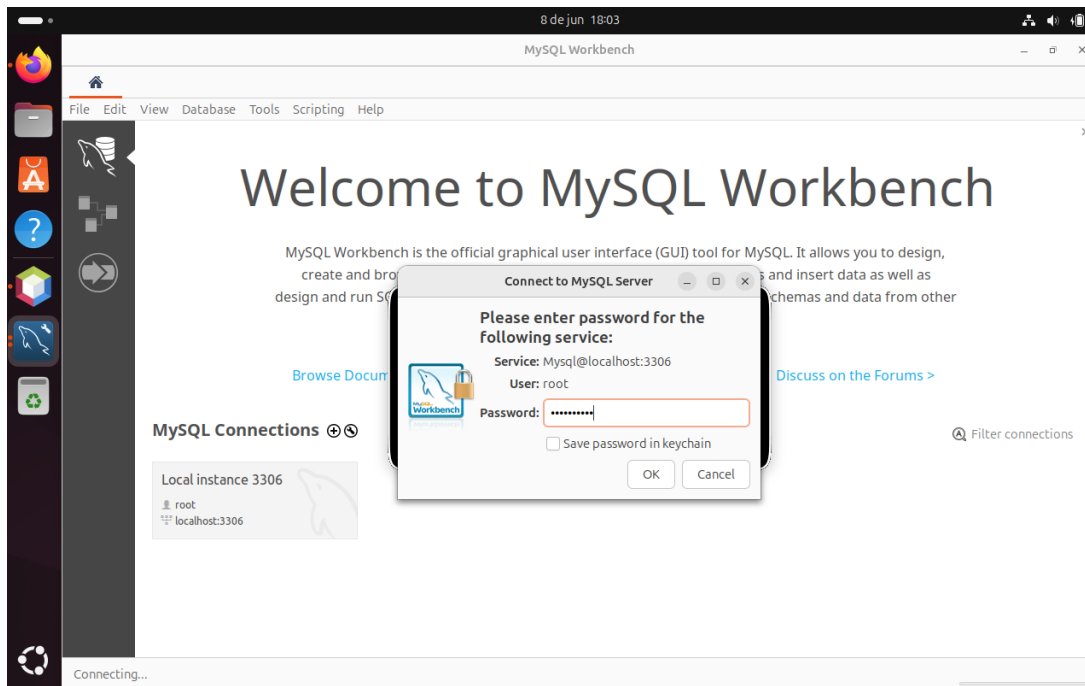 8 de jun 18:03
MySQL Workbench
File Edit View Database Tools Scripting Help
Welcome to MySQL Workbench
MySQL Workbench is the official graphical user interface (GUI) tool for MySQL. It allows you to design,
create and bro
s and insert data as well as
design and run S
chemas and data from other
Browse Docum
Discuss on the Forums >
Connect to MySQL Server
Please enter password for the
following service:
Service: Mysql@localhost:3306
User: root
Password: ••••••••••
Save password in keychain
OK Cancel
MySQL
Workbench
MySQL Connections
Filter connections
Local instance 3306
root
localhost:3306
Connecting...